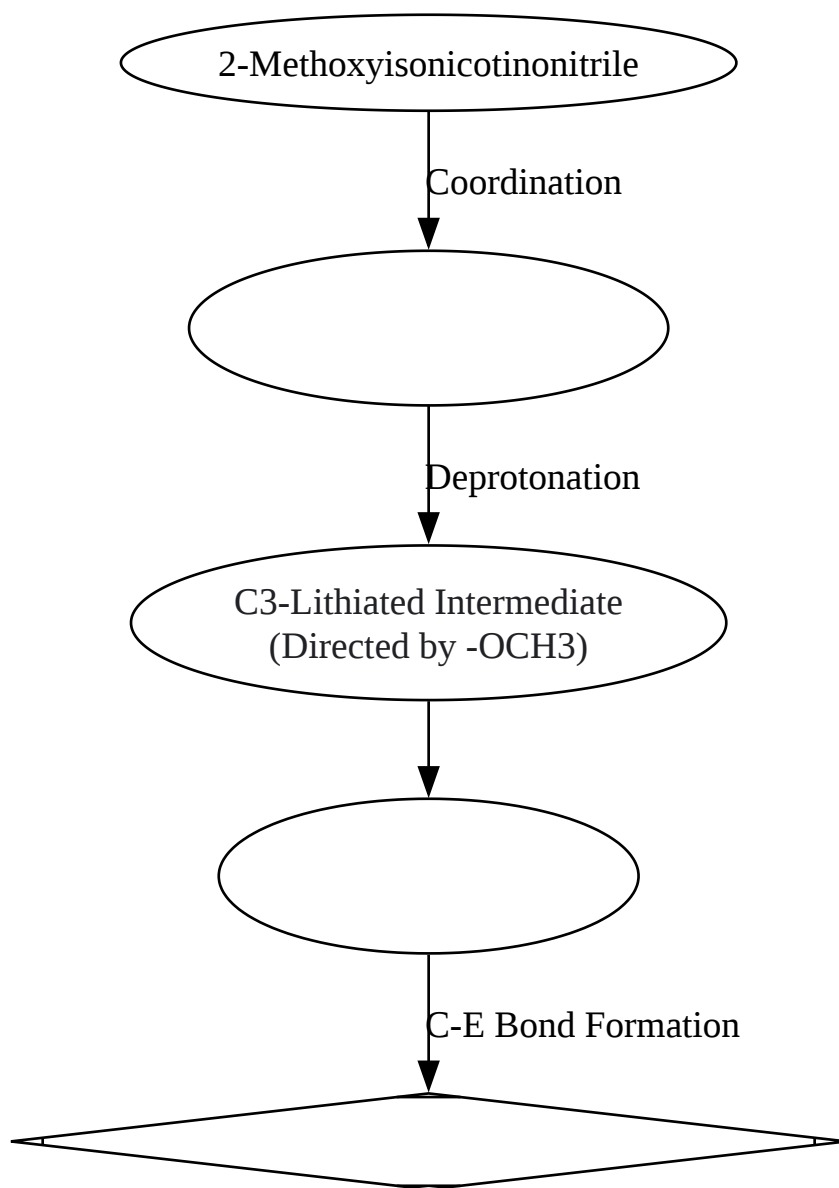 2-Methoxyisonicotinonitrile
Coordination
Deprotonation
C3-Lithiated Intermediate
(Directed by -OCH3)
C-E Bond Formation